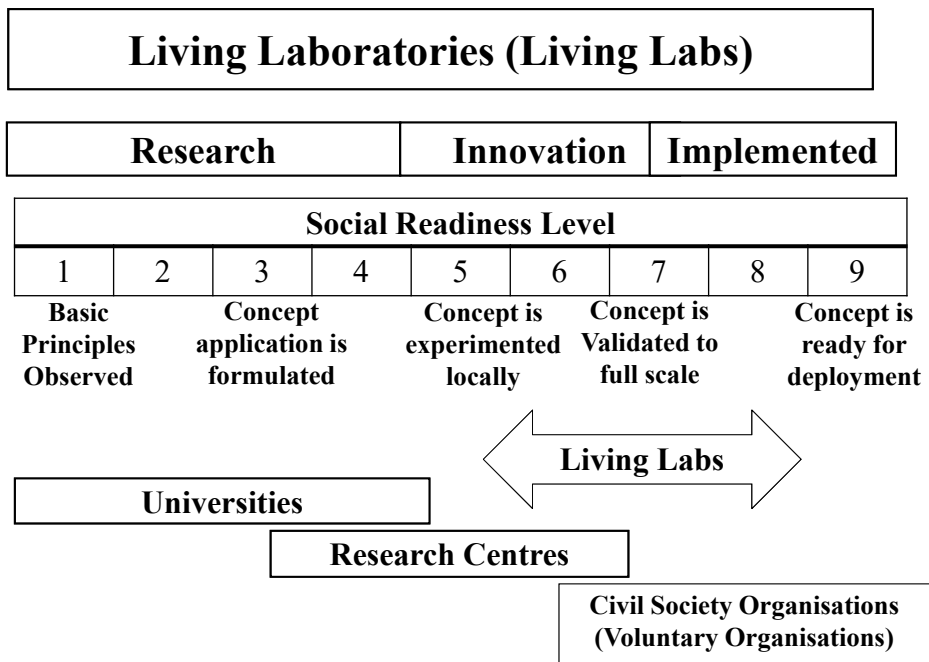 Living Laboratories (Living Labs)
Research
Innovation
Implemented
Social Readiness Level
1 2 3 4 5 6 7 8 9
Basic
Principles
Observed
Concept
application is
formulated
Concept is
experimented
locally
Concept is
Validated to
full scale
Concept is
ready for
deployment
Living Labs
Universities
Research Centres
Civil Society Organisations
(Voluntary Organisations)